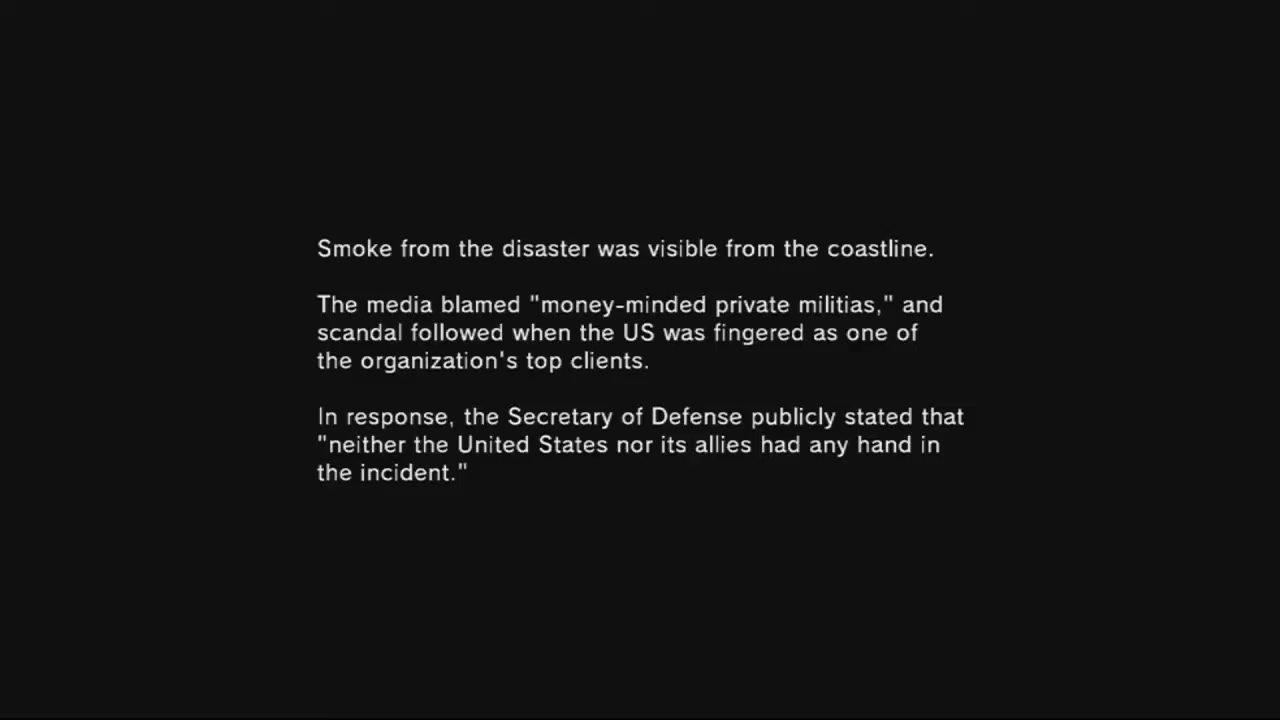 Smoke from the disaster was visible from the coastline.
The media blamed "money-minded private militias," and
scandal followed when the US was fingered as one of
the organization's top clients.
In response, the Secretary of Defense publicly stated that
"neither the United States nor its allies had any hand in
the incident."